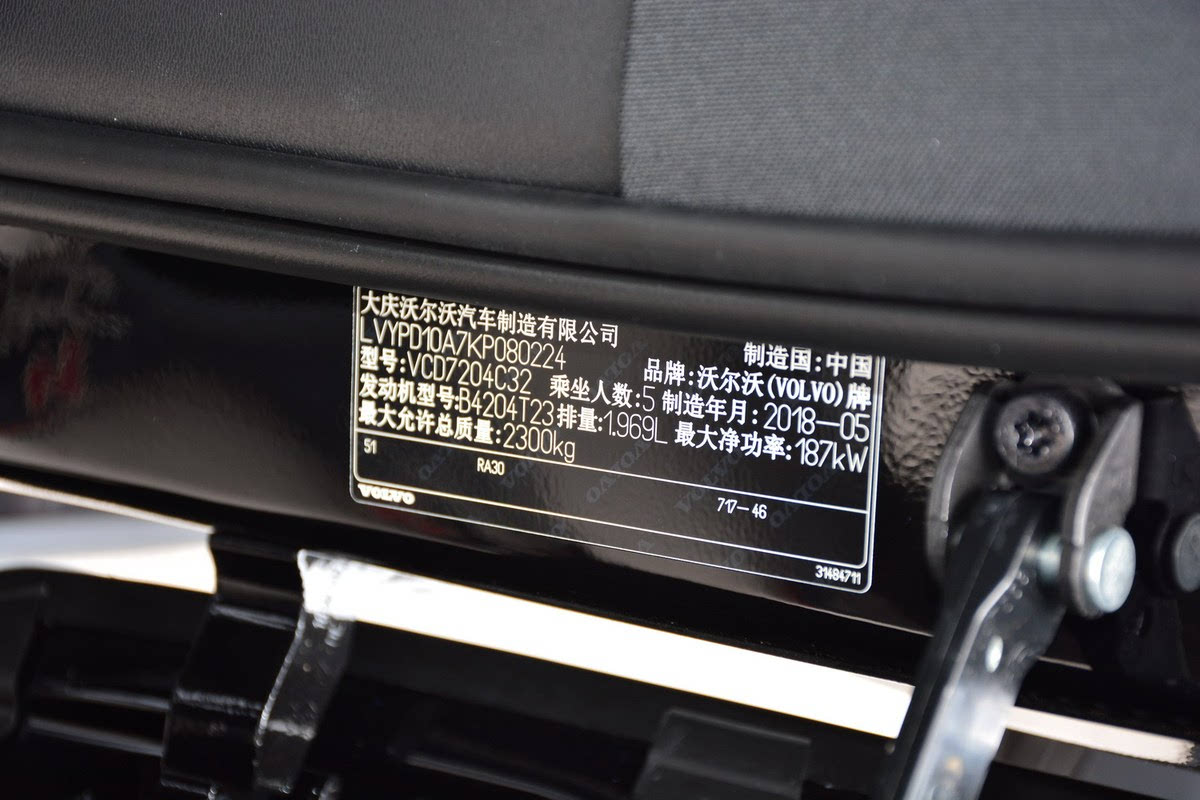 大庆沃尔沃汽车制造有限公司
制造国:中国
LVYPD10A7KP080224
品牌:沃尔沃(VOLVO)牌
型号:VCD7204C32 乘坐人数:5 制造年月:2018-05
发动机型号:B4204T23 排量:1.969L 最大净功率:187kW
最大允许总质量:2300kg
51
RA30
717-46
VOLVO
31484711